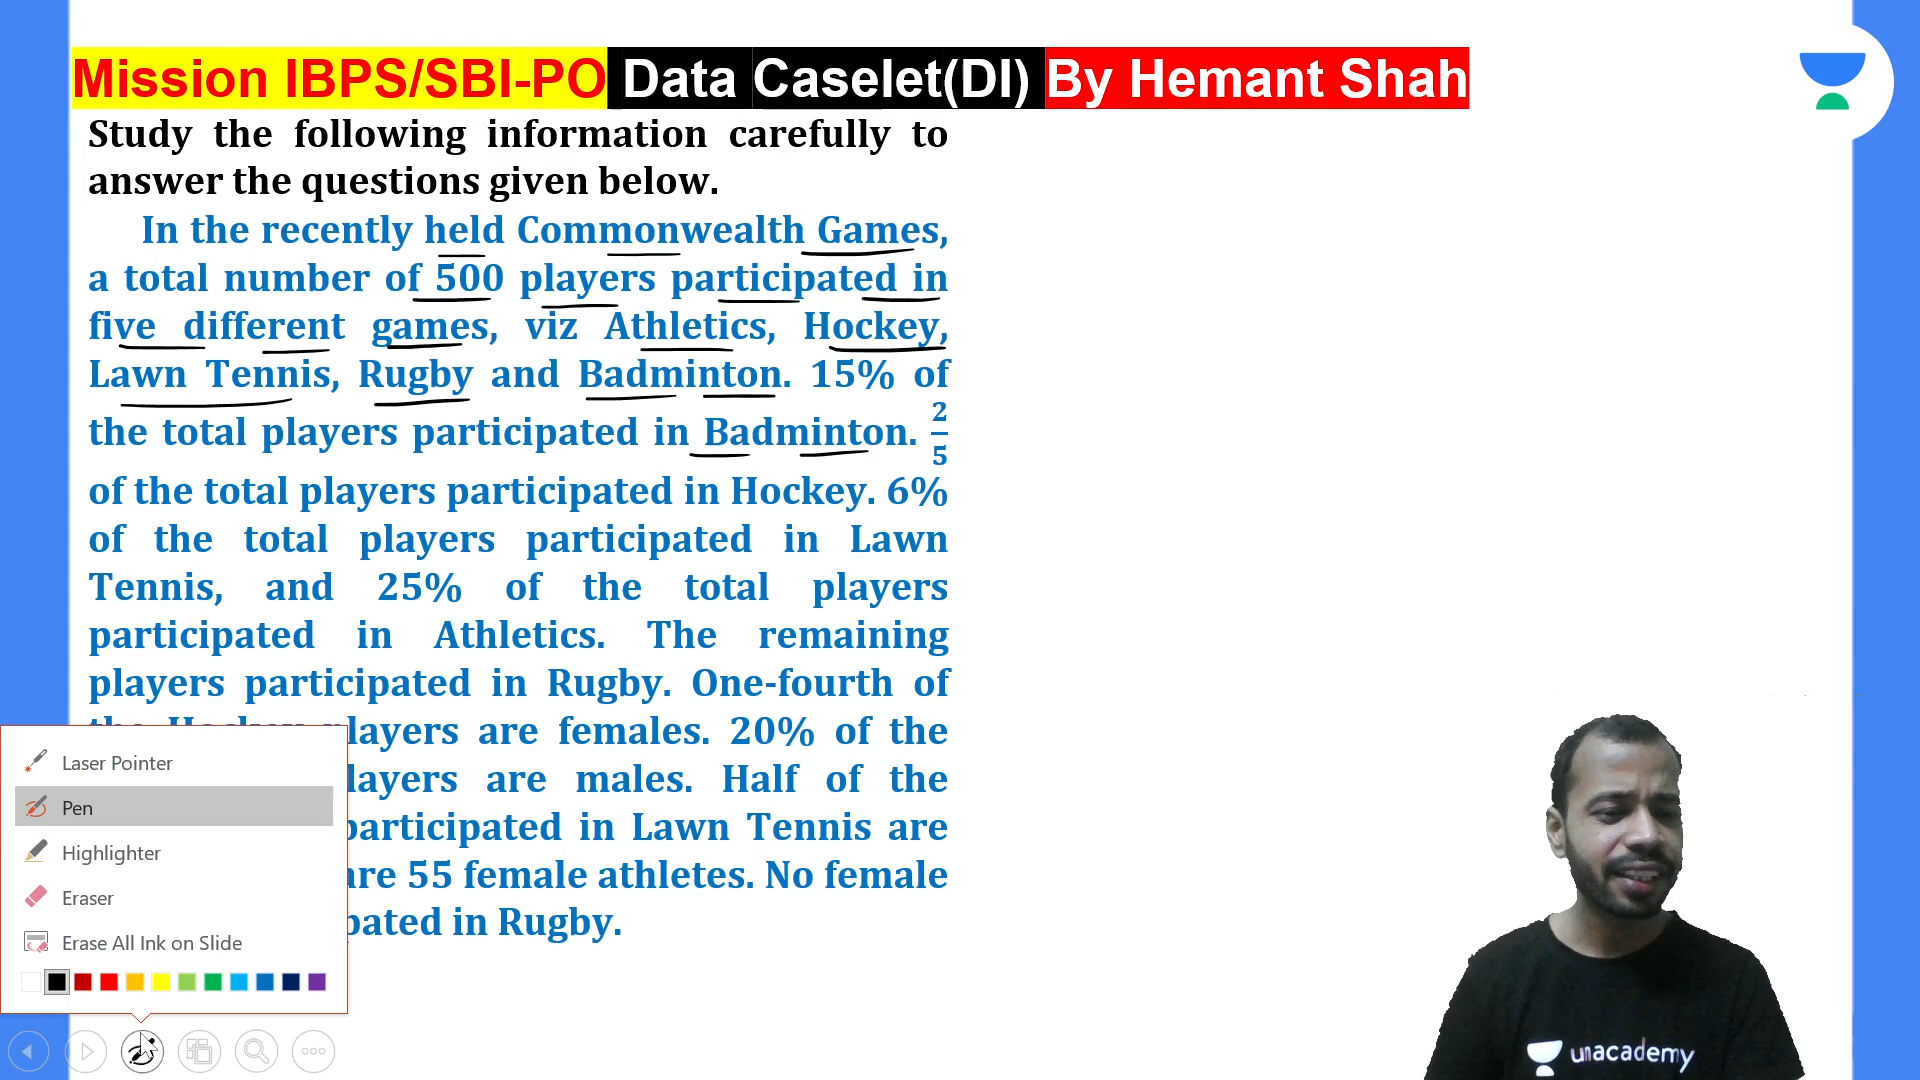 Mission IBPS/SBI-PO Data Caselet(DI) By Hemant Shah
Study the following information carefully to
answer the questions given below.
In the recently held Commonwealth Games,
a total number of 500 players participated in
five different games, viz Athletics, Hockey,
Lawn Tennis, Rugby and Badminton. 15% of
the total players participated in Badminton. 2/5
of the total players participated in Hockey. 6%
of the total players participated in Lawn
Tennis, and 25% of the total players
participated in Athletics. The remaining
players participated in Rugby. One-fourth of
players are females. 20% of the
layers are males. Half of the
participated in Lawn Tennis are
are 55 female athletes. No female
pated in Rugby.
Laser Pointer
Pen
Highlighter
Eraser
Erase All Ink on Slide
unacademy